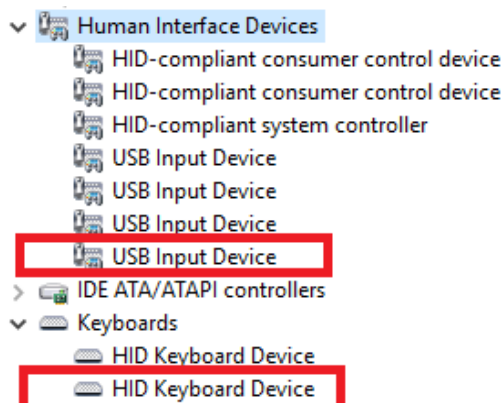 Human Interface Devices
HID-compliant consumer control device
HID-compliant consumer control device
HID-compliant system controller
USB Input Device
USB Input Device
USB Input Device
USB Input Device
IDE ATA/ATAPI controllers
Keyboards
HID Keyboard Device
HID Keyboard Device